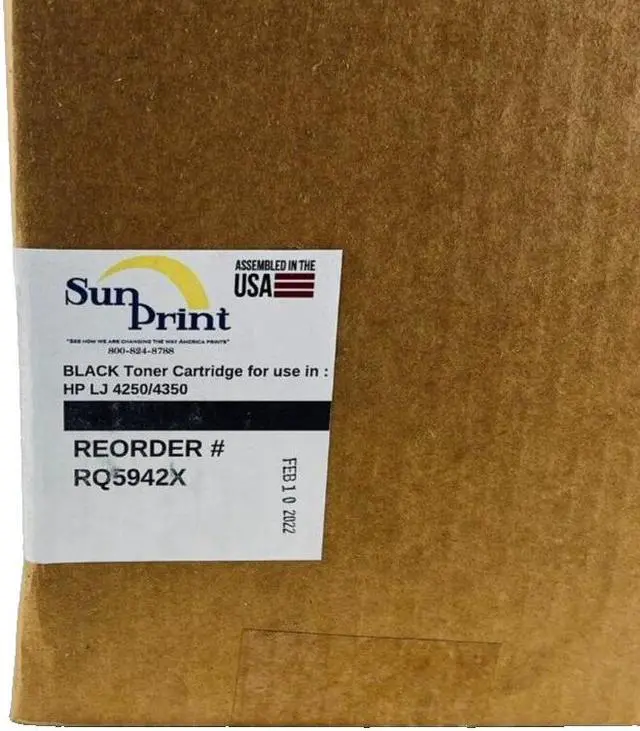 ASSEMBLED IN THE
USA
Sun
Print
"SEE HOW WE ARE CHANGING THE WAY AMERICA PRINTS"
800-824-8788
BLACK Toner Cartridge for use in :
HP LJ 4250/4350
REORDER #
RQ5942X
FEB 10 2022